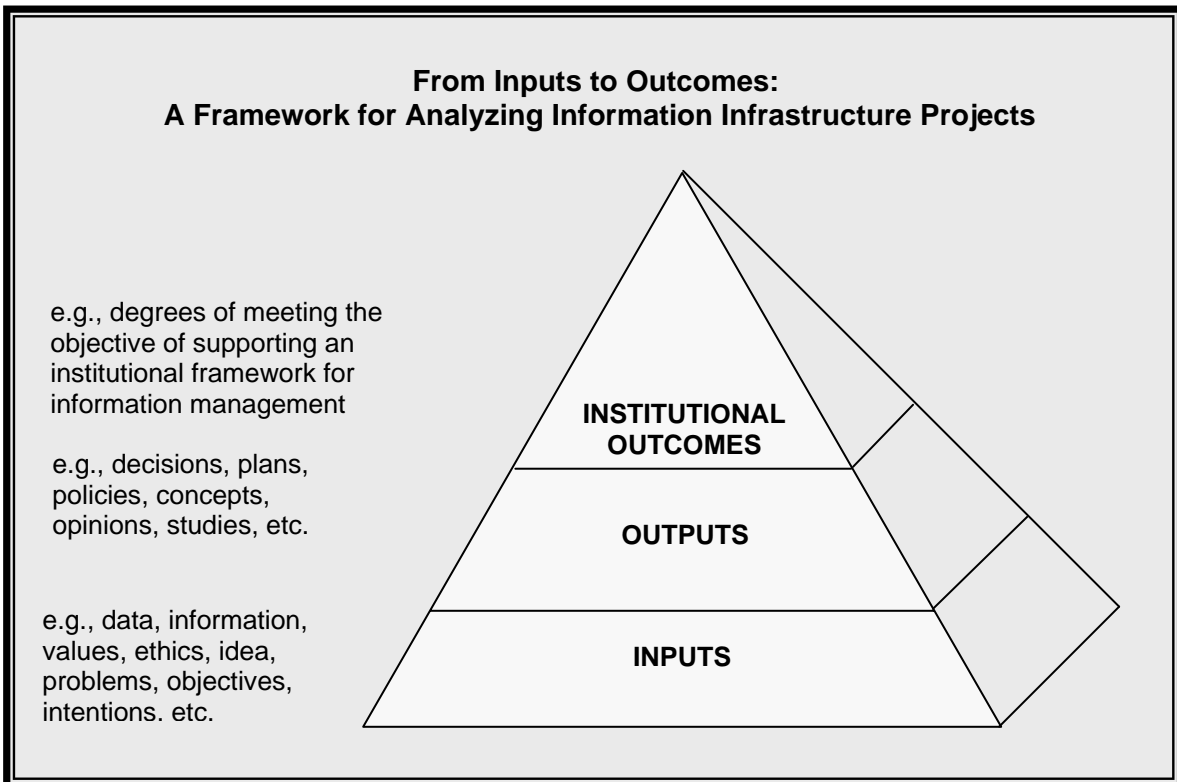 From Inputs to Outcomes:
A Framework for Analyzing Information Infrastructure Projects
e.g., degrees of meeting the
objective of supporting an
institutional framework for
information management
INSTITUTIONAL
OUTCOMES
e.g., decisions, plans,
policies, concepts,
opinions, studies, etc.
OUTPUTS
e.g., data, information,
values, ethics, idea,
problems, objectives,
intentions. etc.
INPUTS